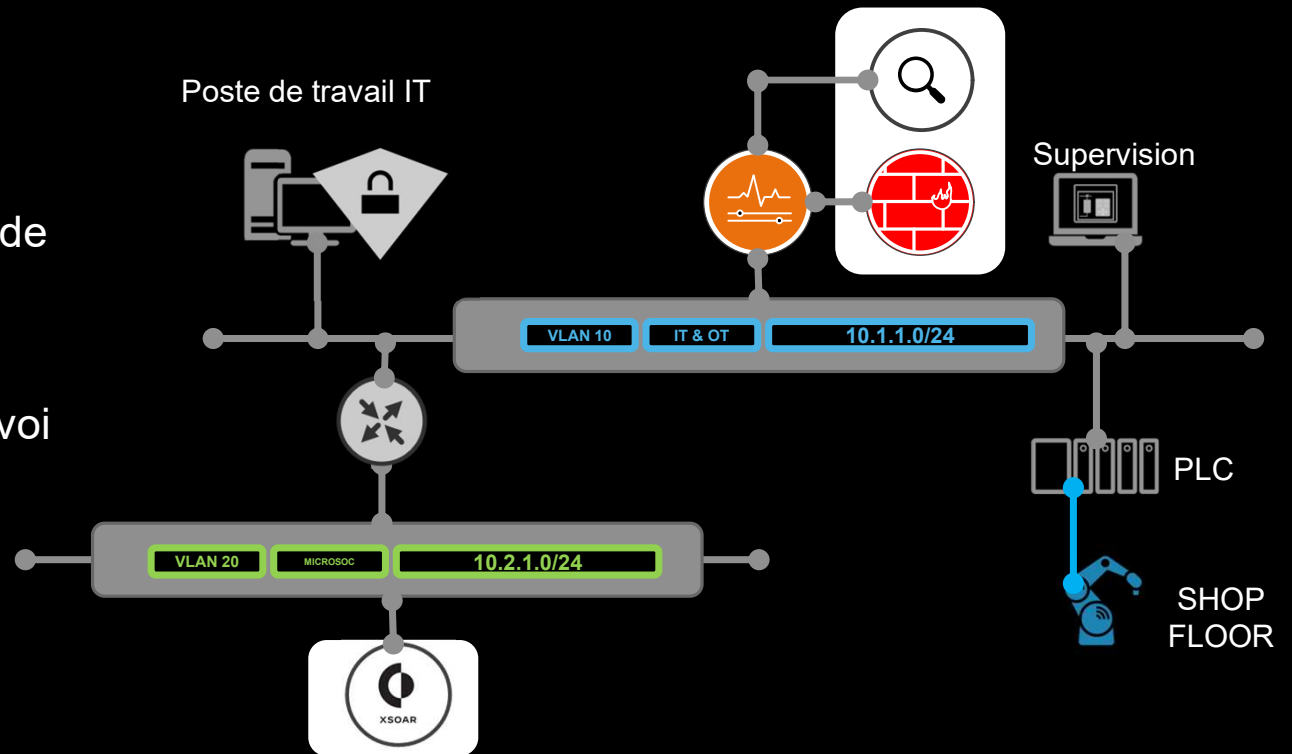 Poste de travail IT
Supervision
de
VLAN 10
IT & OT
10.1.1.0/24
voi
PLC
VLAN 20
MICROSOC
10.2.1.0/24
SHOP
FLOOR
XSOAR